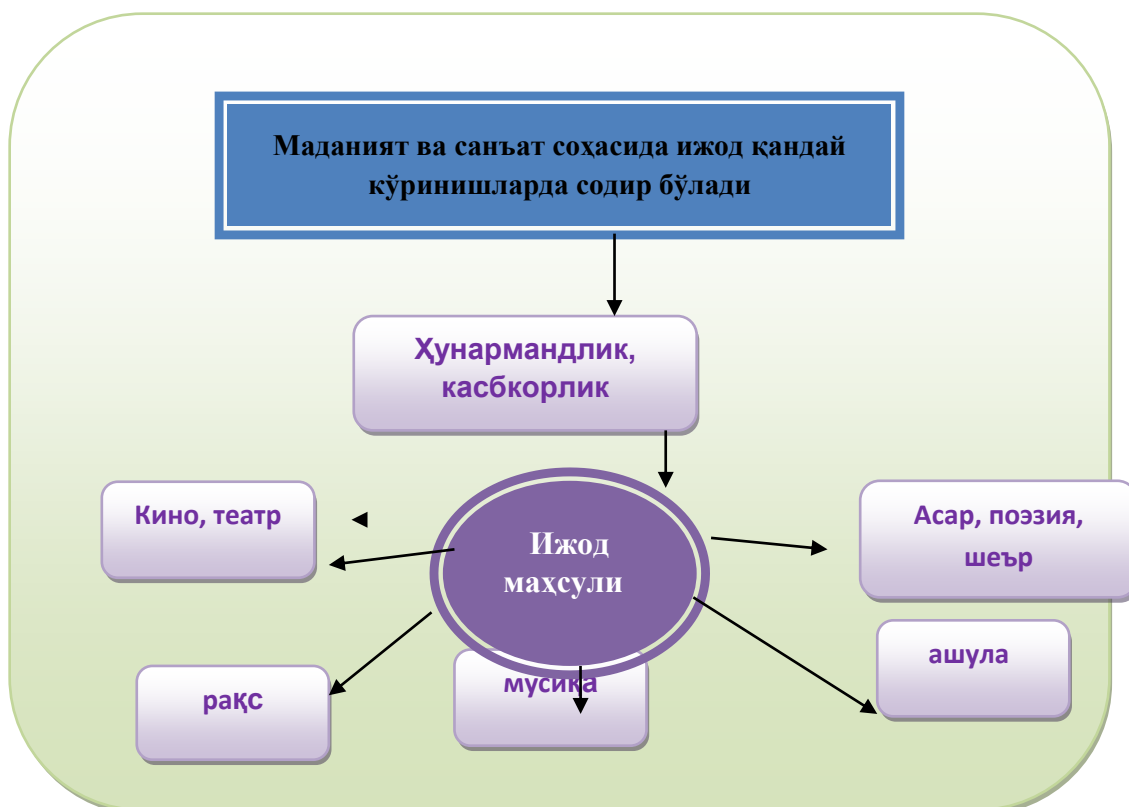 Маданият ва санъат соҳасида ижод қандай
кўринишларда содир бўлади
Ҳунармандлик,
касбкорлик
Кино, театр
Ижод
маҳсули
Асар, поэзия,
шеър
ашула
рақс
мусиқа